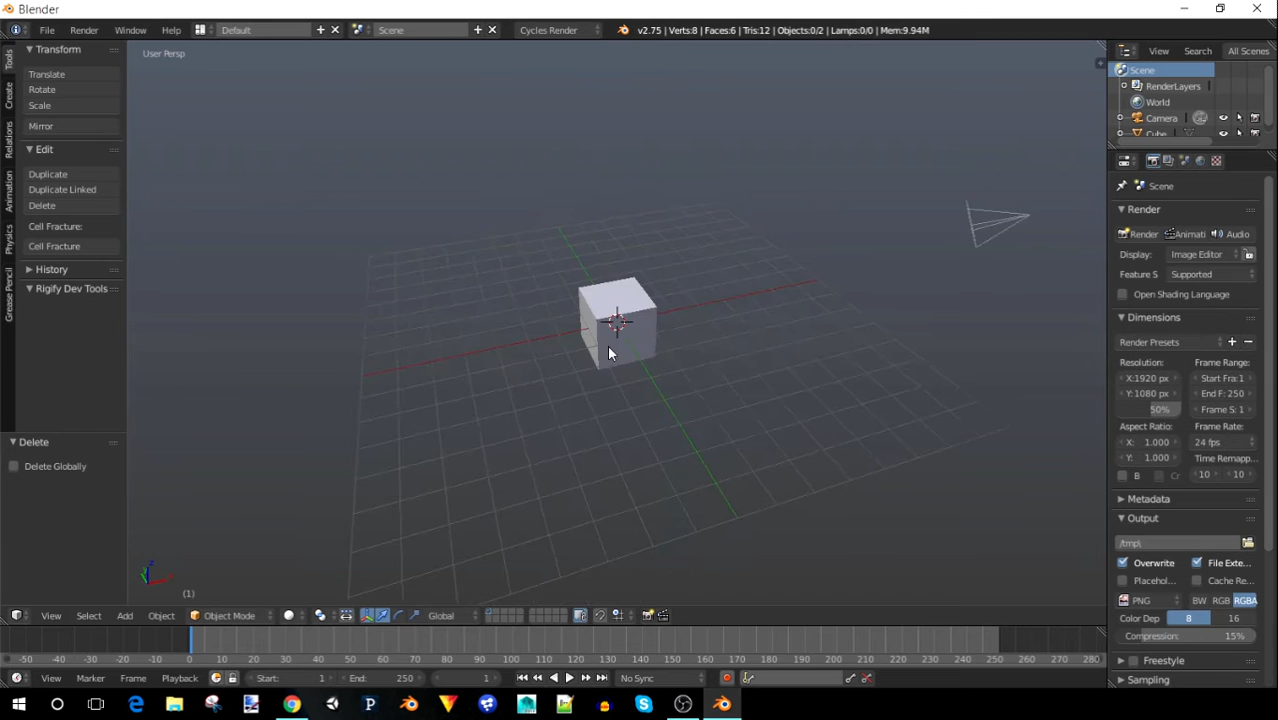 Blender
File Render Window Help Default Scene Cycles Render v2.75 | Verts:8 | Faces:6 | Tris:12 | Objects:0/2 | Lamps:0/0 | Mem:9.94M
User Persp
Tools
Create
Relations
Animation
Physics
Grease Pencil
Transform
Translate
Rotate
Scale
Mirror
Edit
Duplicate
Duplicate Linked
Delete
Cell Fracture:
Cell Fracture
History
Rigify Dev Tools
Delete
Delete Globally
(1)
View Select Add Object Object Mode Global
View Search All Scenes
Scene
RenderLayers
World
Camera
Cube
Scene
Render
Render Animati Audio
Display: Image Editor
Feature S Supported
Open Shading Language
Dimensions
Render Presets
Resolution: Frame Range:
X:1920 px Start Fra:1
Y:1080 px End F: 250
50% Frame S: 1
Aspect Ratio: Frame Rate:
X: 1.000 24 fps
Y: 1.000 Time Remapp...
B Cr 10 10
Metadata
Output
/tmp\
Overwrite File Exte...
Placehol... Cache Re...
PNG BW RGB RGBA
Color Dep 8 16
Compression: 15%
Freestyle
Sampling
-50 -40 -30 -20 -10 0 10 20 30 40 50 60 70 80 90 100 110 120 130 140 150 160 170 180 190 200 210 220 230 240 250 260 270 280
View Marker Frame Playback Start: 1 End: 250 1 No Sync